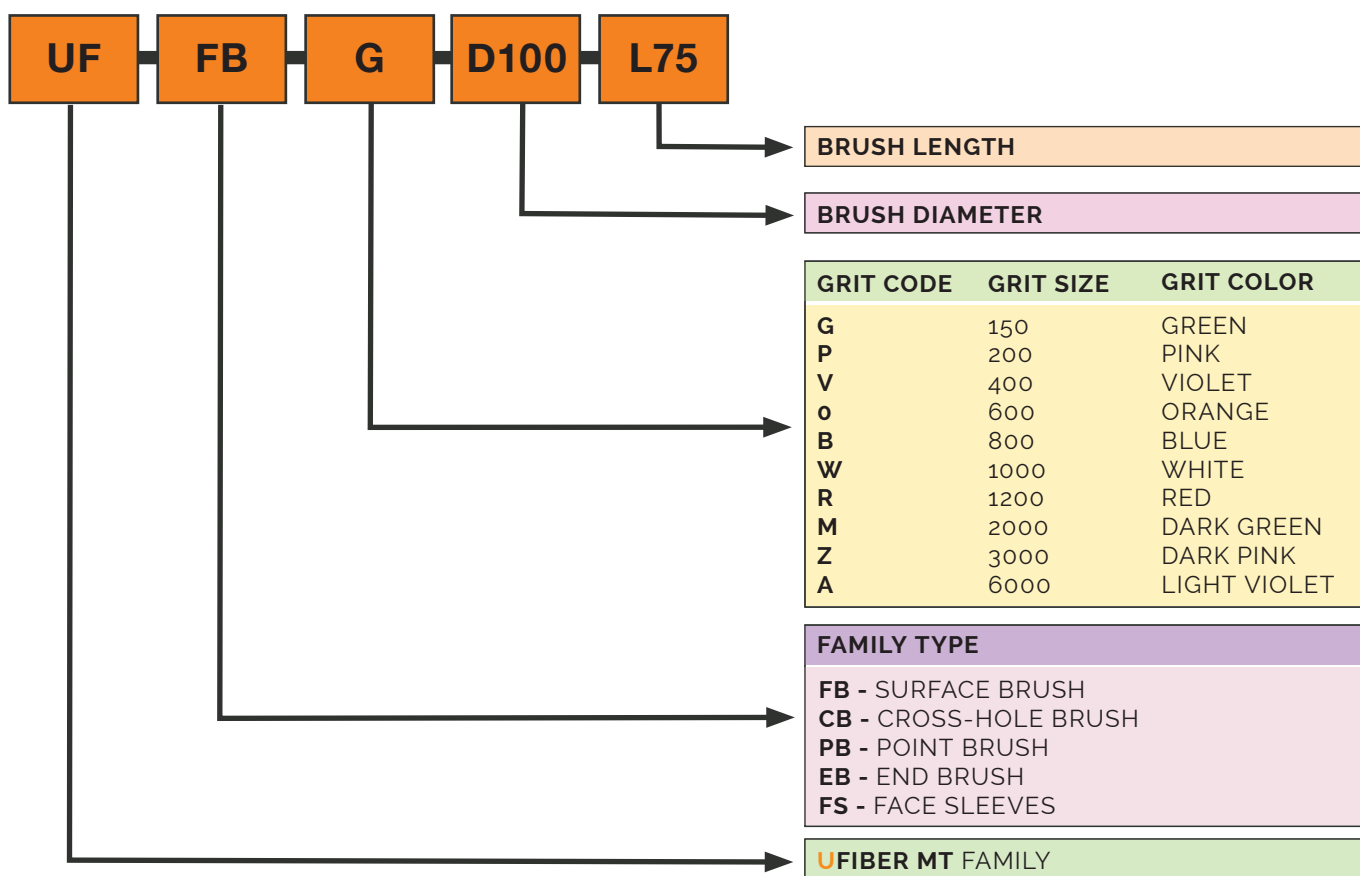 UF FB G D100 L75
BRUSH LENGTH
BRUSH DIAMETER
GRIT CODE GRIT SIZE GRIT COLOR
G 150 GREEN
P 200 PINK
V 400 VIOLET
0 600 ORANGE
B 800 BLUE
W 1000 WHITE
R 1200 RED
M 2000 DARK GREEN
Z 3000 DARK PINK
A 6000 LIGHT VIOLET
FAMILY TYPE
FB - SURFACE BRUSH
CB - CROSS-HOLE BRUSH
PB - POINT BRUSH
EB - END BRUSH
FS - FACE SLEEVES
UFIBER MT FAMILY